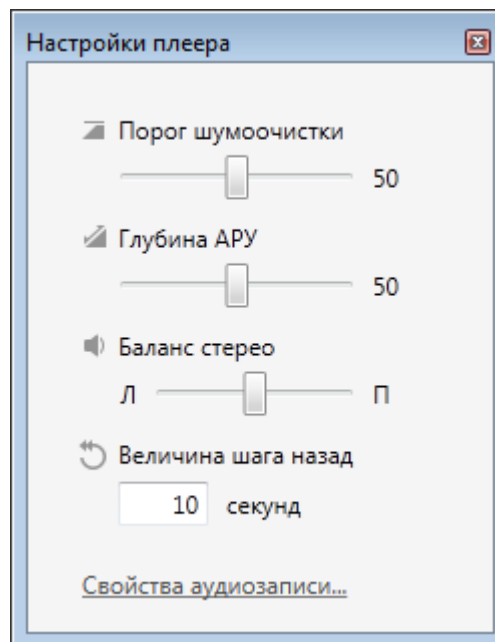 Настройки плеера
Порог шумоочистки
50
Глубина АРУ
50
Баланс стерео
Л П
Величина шага назад
10 секунд
Свойства аудиозаписи...